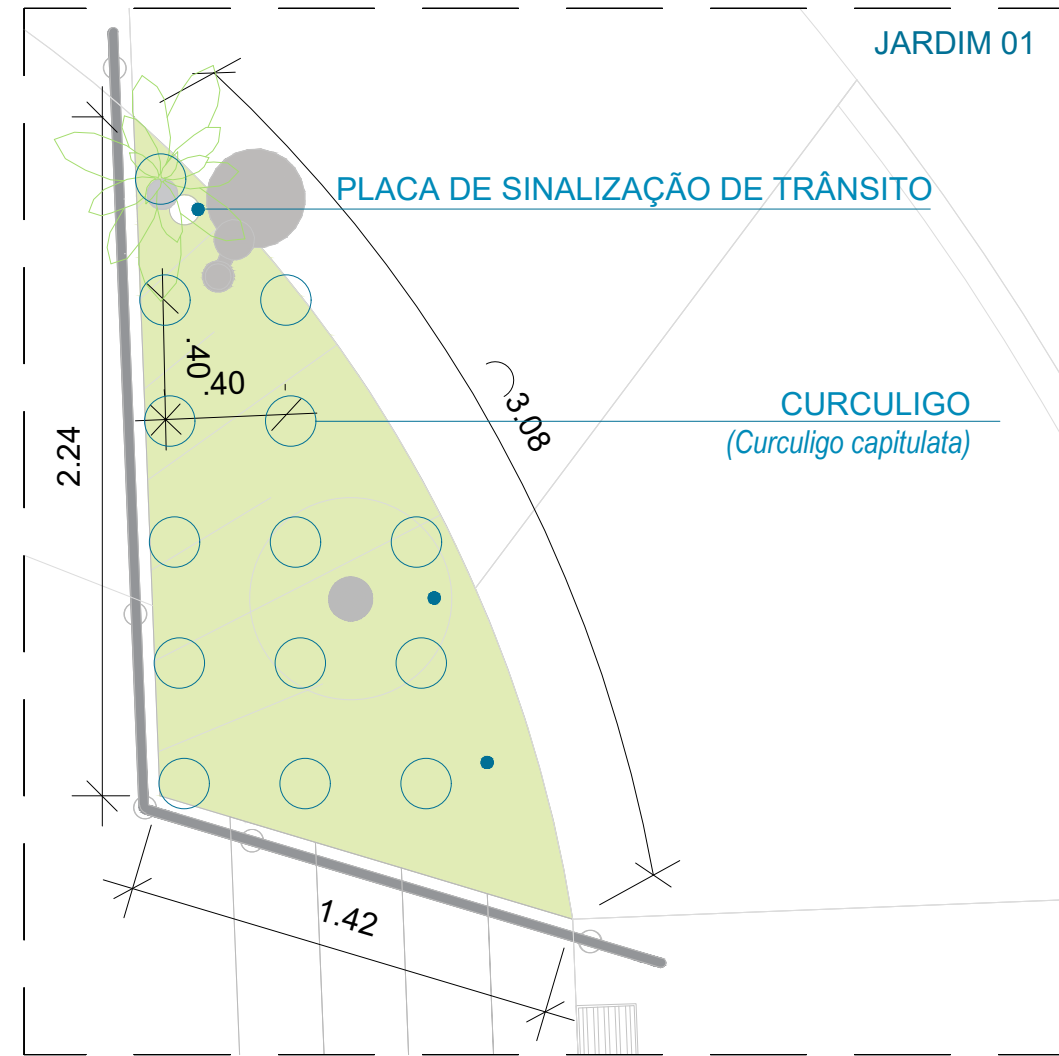 JARDIM 01
PLACA DE SINALIZAÇÃO DE TRÂNSITO
.40
.40
CURCULIGO
(Curculigo capitulata)
3.08
2.24
1.42